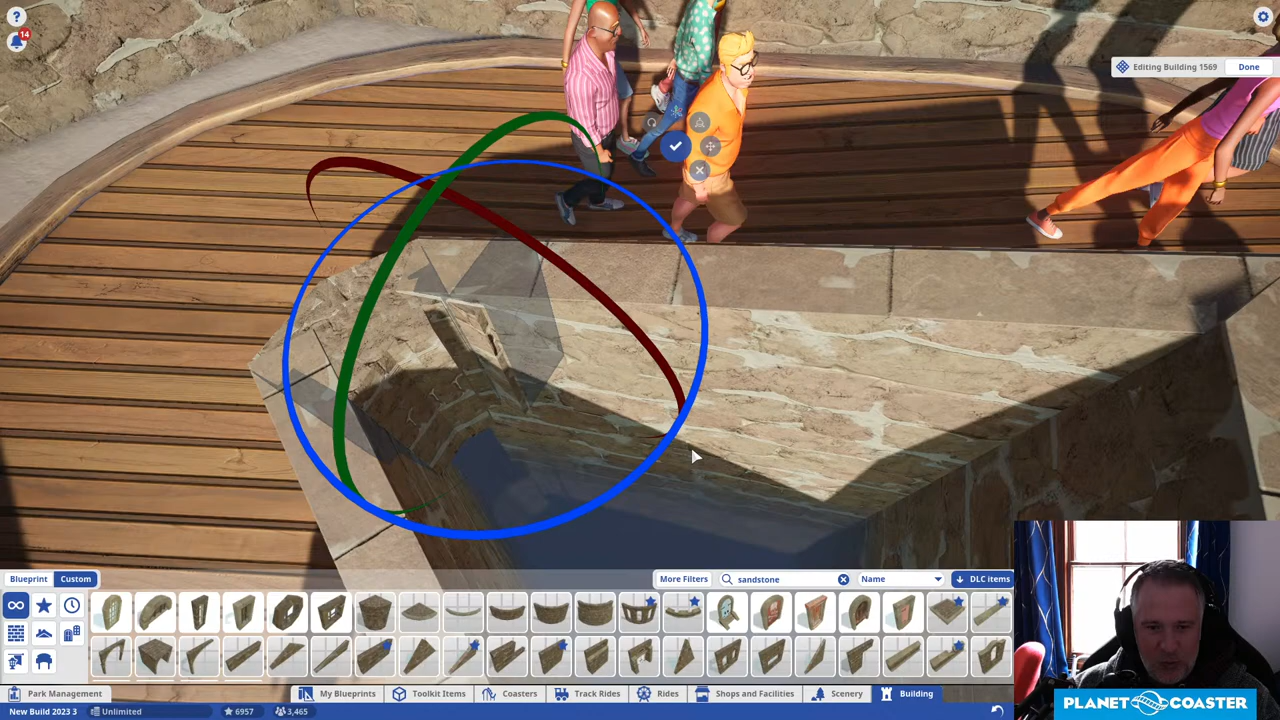 ?
14
Editing Building 1569 Done
Blueprint Custom More Filters sandstone Name DLC items
Park Management My Blueprints Toolkit Items Coasters Track Rides Rides Shops and Facilities Scenery Building
New Build 2023 3 Unlimited 6957 3,465
PLANET COASTER